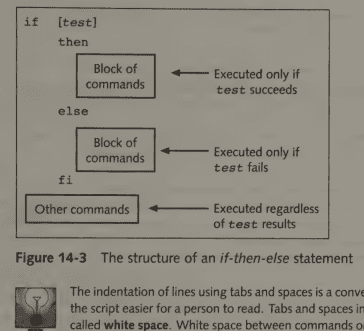 if [test]
then
Block of
commands
Executed only if
test succeeds
else
Block of
commands
Executed only if
test fails
fi
Other commands
Executed regardless
of test results
Figure 14-3 The structure of an if-then-else statement
The indentation of lines using tabs and spaces is a conve
the script easier for a person to read. Tabs and spaces in
called white space. White space between commands o